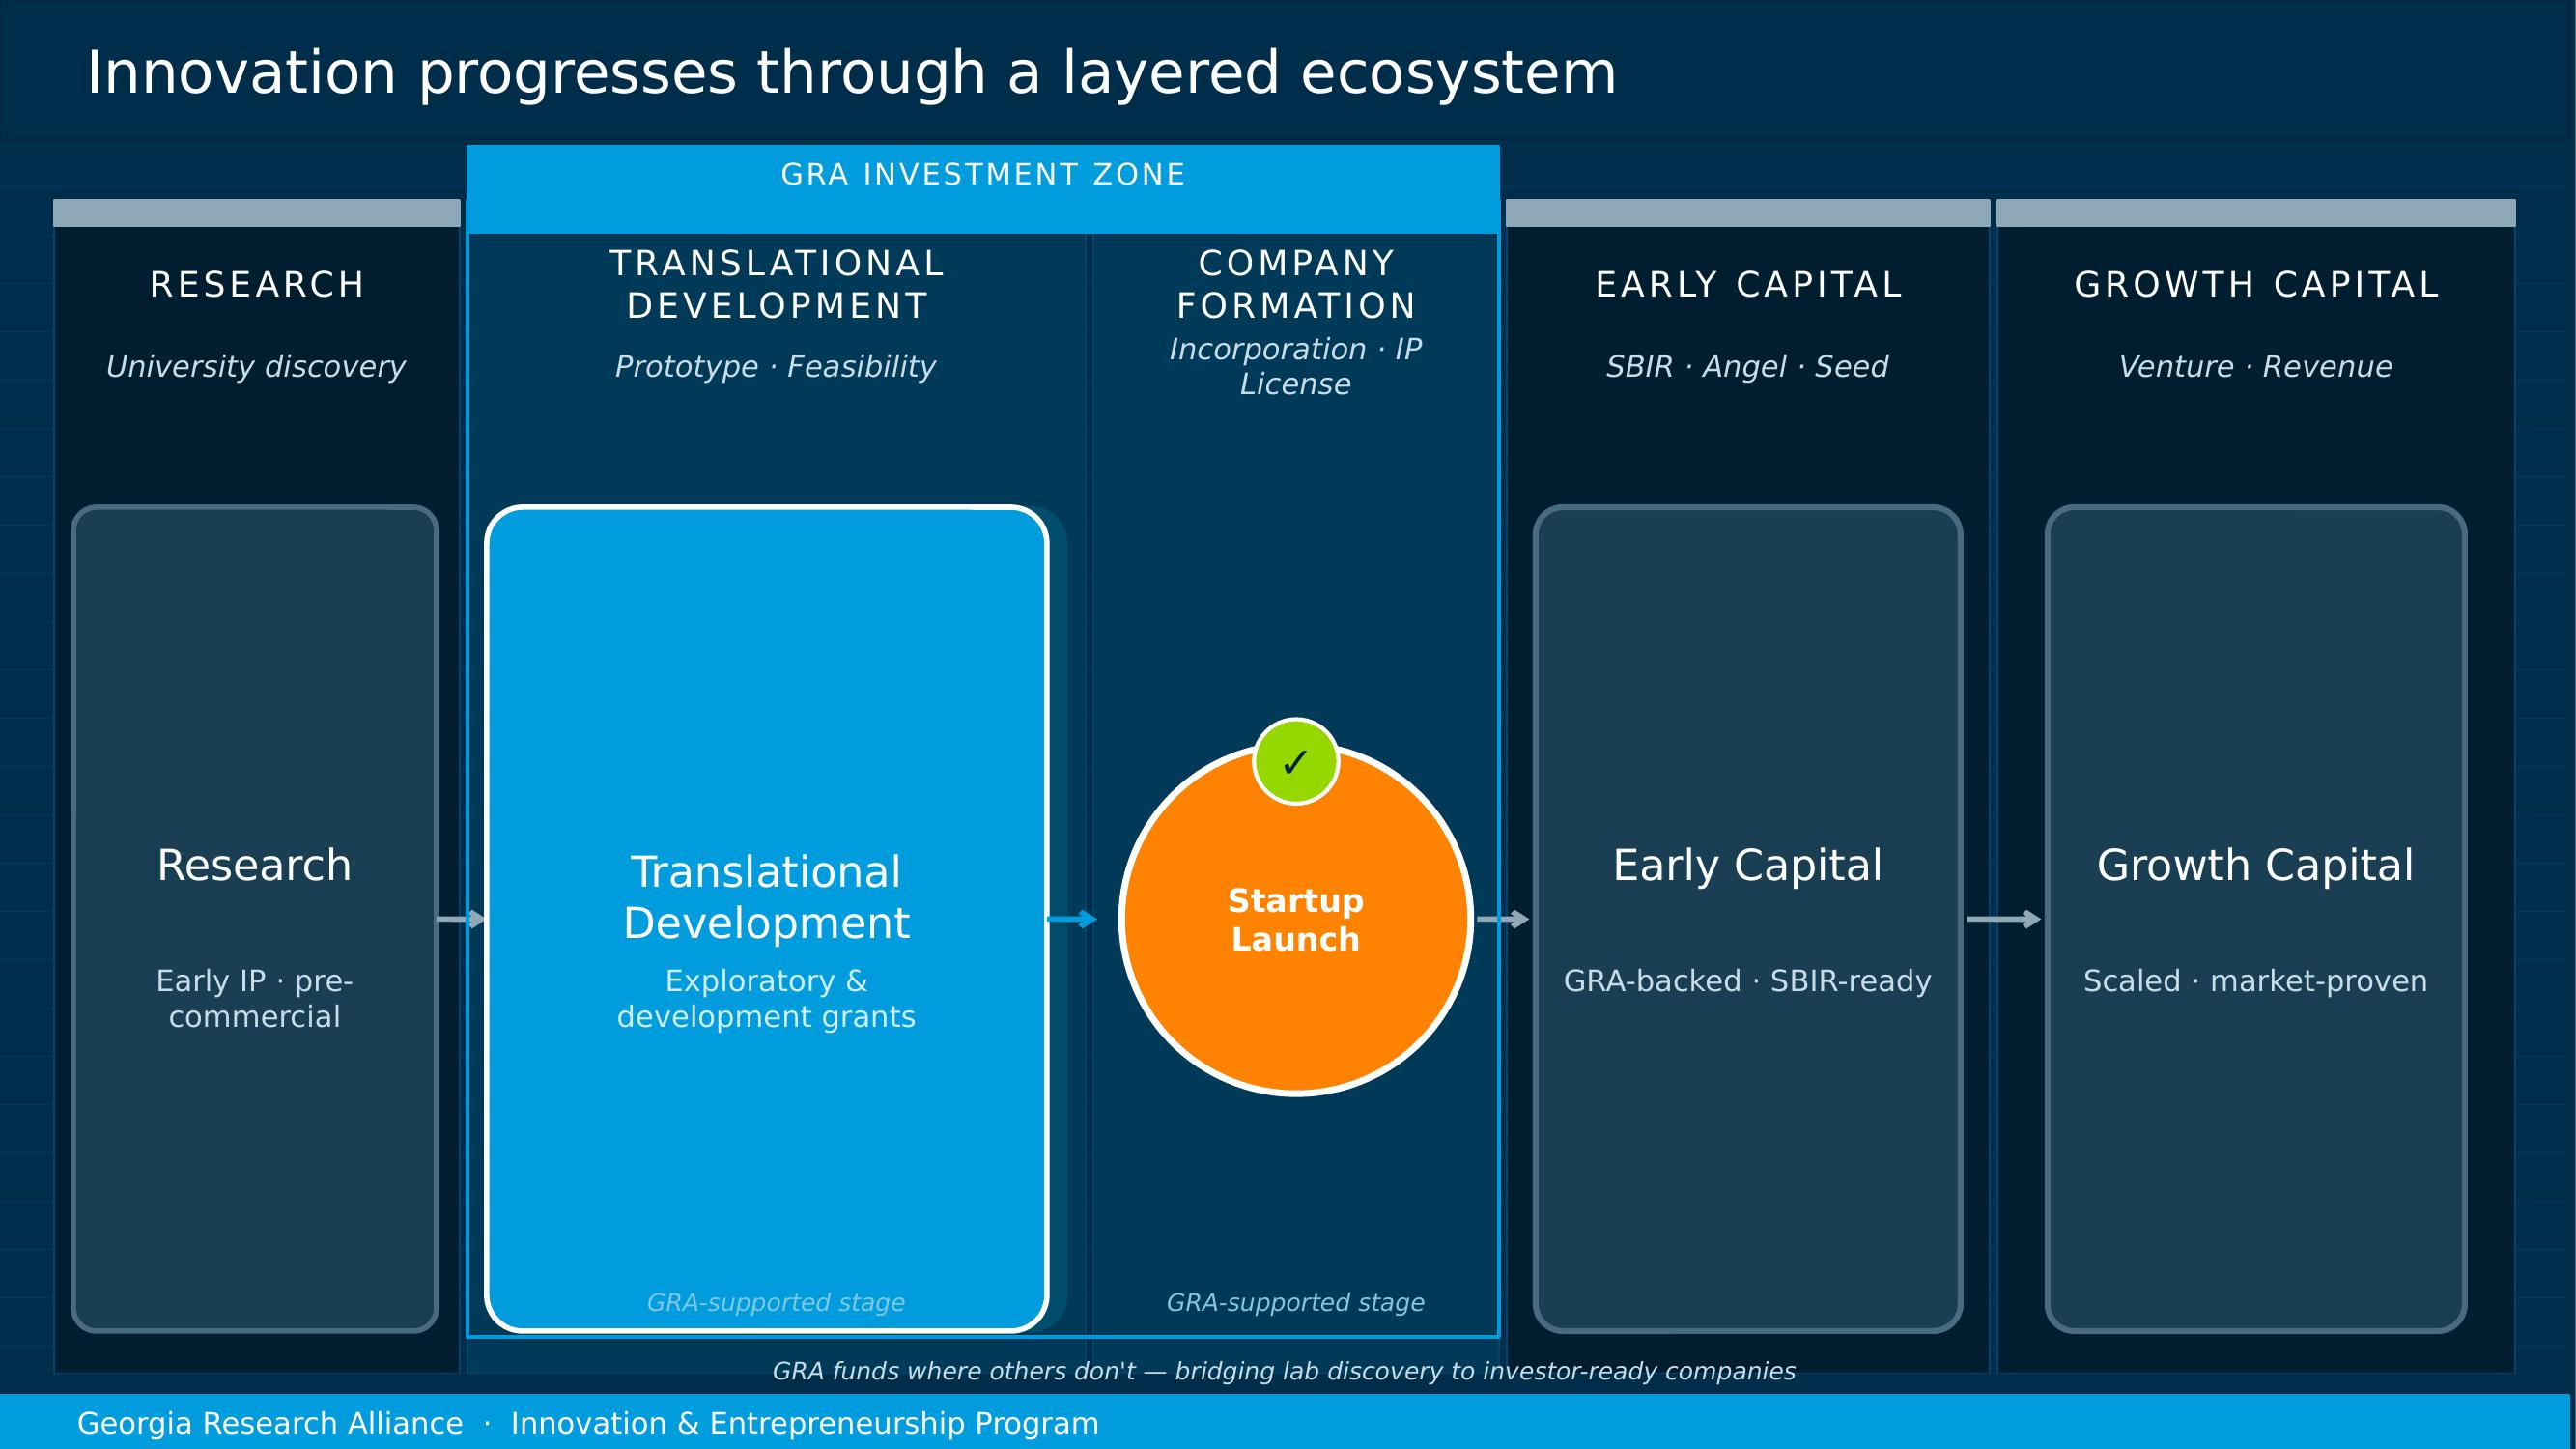 Innovation progresses through a layered ecosystem
GRA INVESTMENT ZONE
RESEARCH
University discovery
TRANSLATIONAL
DEVELOPMENT
Prototype · Feasibility
COMPANY
FORMATION
Incorporation · IP
License
EARLY CAPITAL
SBIR · Angel · Seed
GROWTH CAPITAL
Venture · Revenue
Research
Early IP · pre-
commercial
Translational
Development
Exploratory &
development grants
GRA-supported stage
✓
Startup
Launch
GRA-supported stage
Early Capital
GRA-backed · SBIR-ready
Growth Capital
Scaled · market-proven
GRA funds where others don't — bridging lab discovery to investor-ready companies
Georgia Research Alliance · Innovation & Entrepreneurship Program